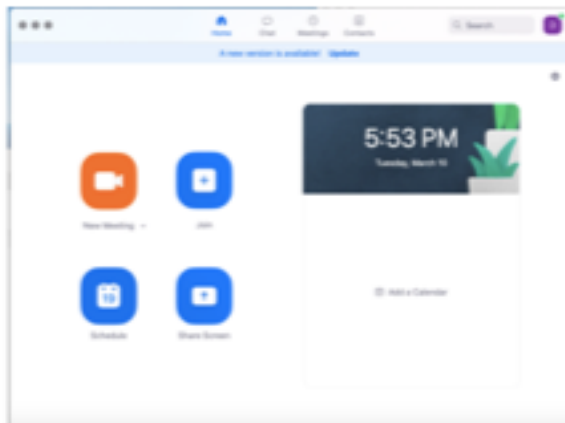 Home Chat Meetings Contacts Search
A new version is available! Update
5:53 PM
Tuesday, March 10
New Meeting
Join
19
Schedule
Share Screen
Add a Calendar